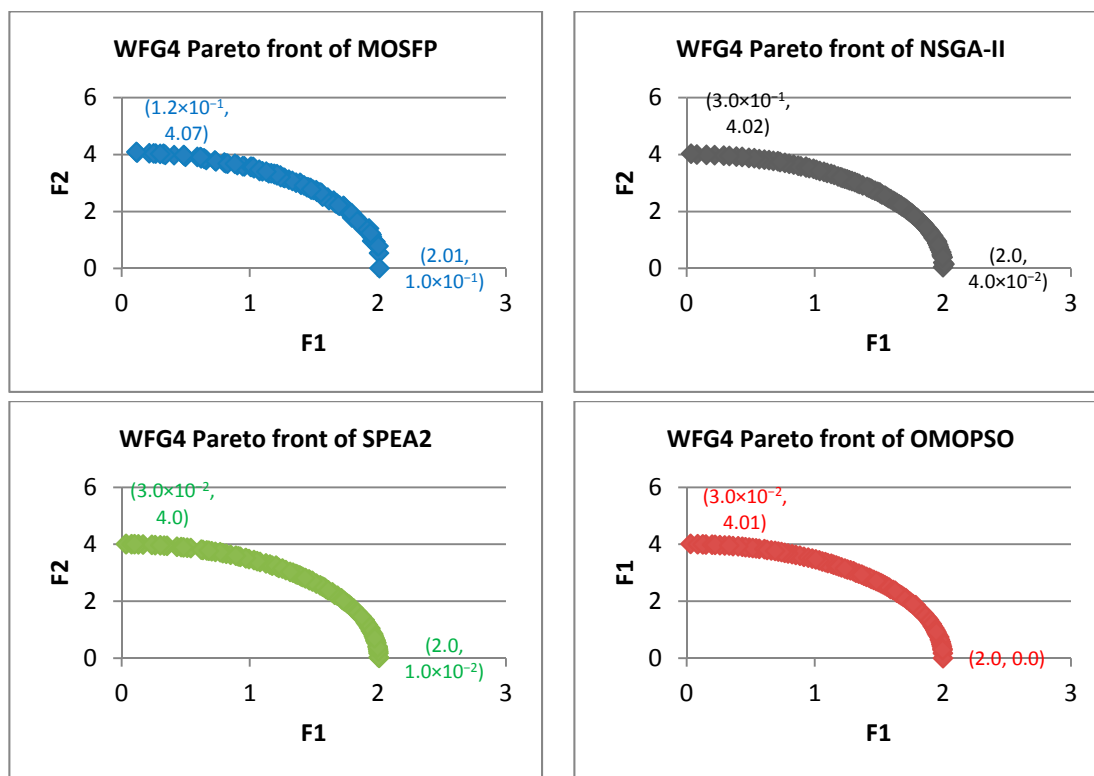 WFG4 Pareto front of MOSFP
(1.2×10⁻¹,
4.07)
6
4
2
0
F2
(2.01,
1.0×10⁻¹)
0 1 2 3
F1
WFG4 Pareto front of NSGA-II
(3.0×10⁻¹,
4.02)
6
4
2
0
F2
(2.0,
4.0×10⁻²)
0 1 2 3
F1
WFG4 Pareto front of SPEA2
(3.0×10⁻²,
4.0)
6
4
2
0
F2
(2.0,
1.0×10⁻²)
0 1 2 3
F1
WFG4 Pareto front of OMOPSO
(3.0×10⁻²,
4.01)
6
4
2
0
F1
(2.0, 0.0)
0 1 2 3
F1